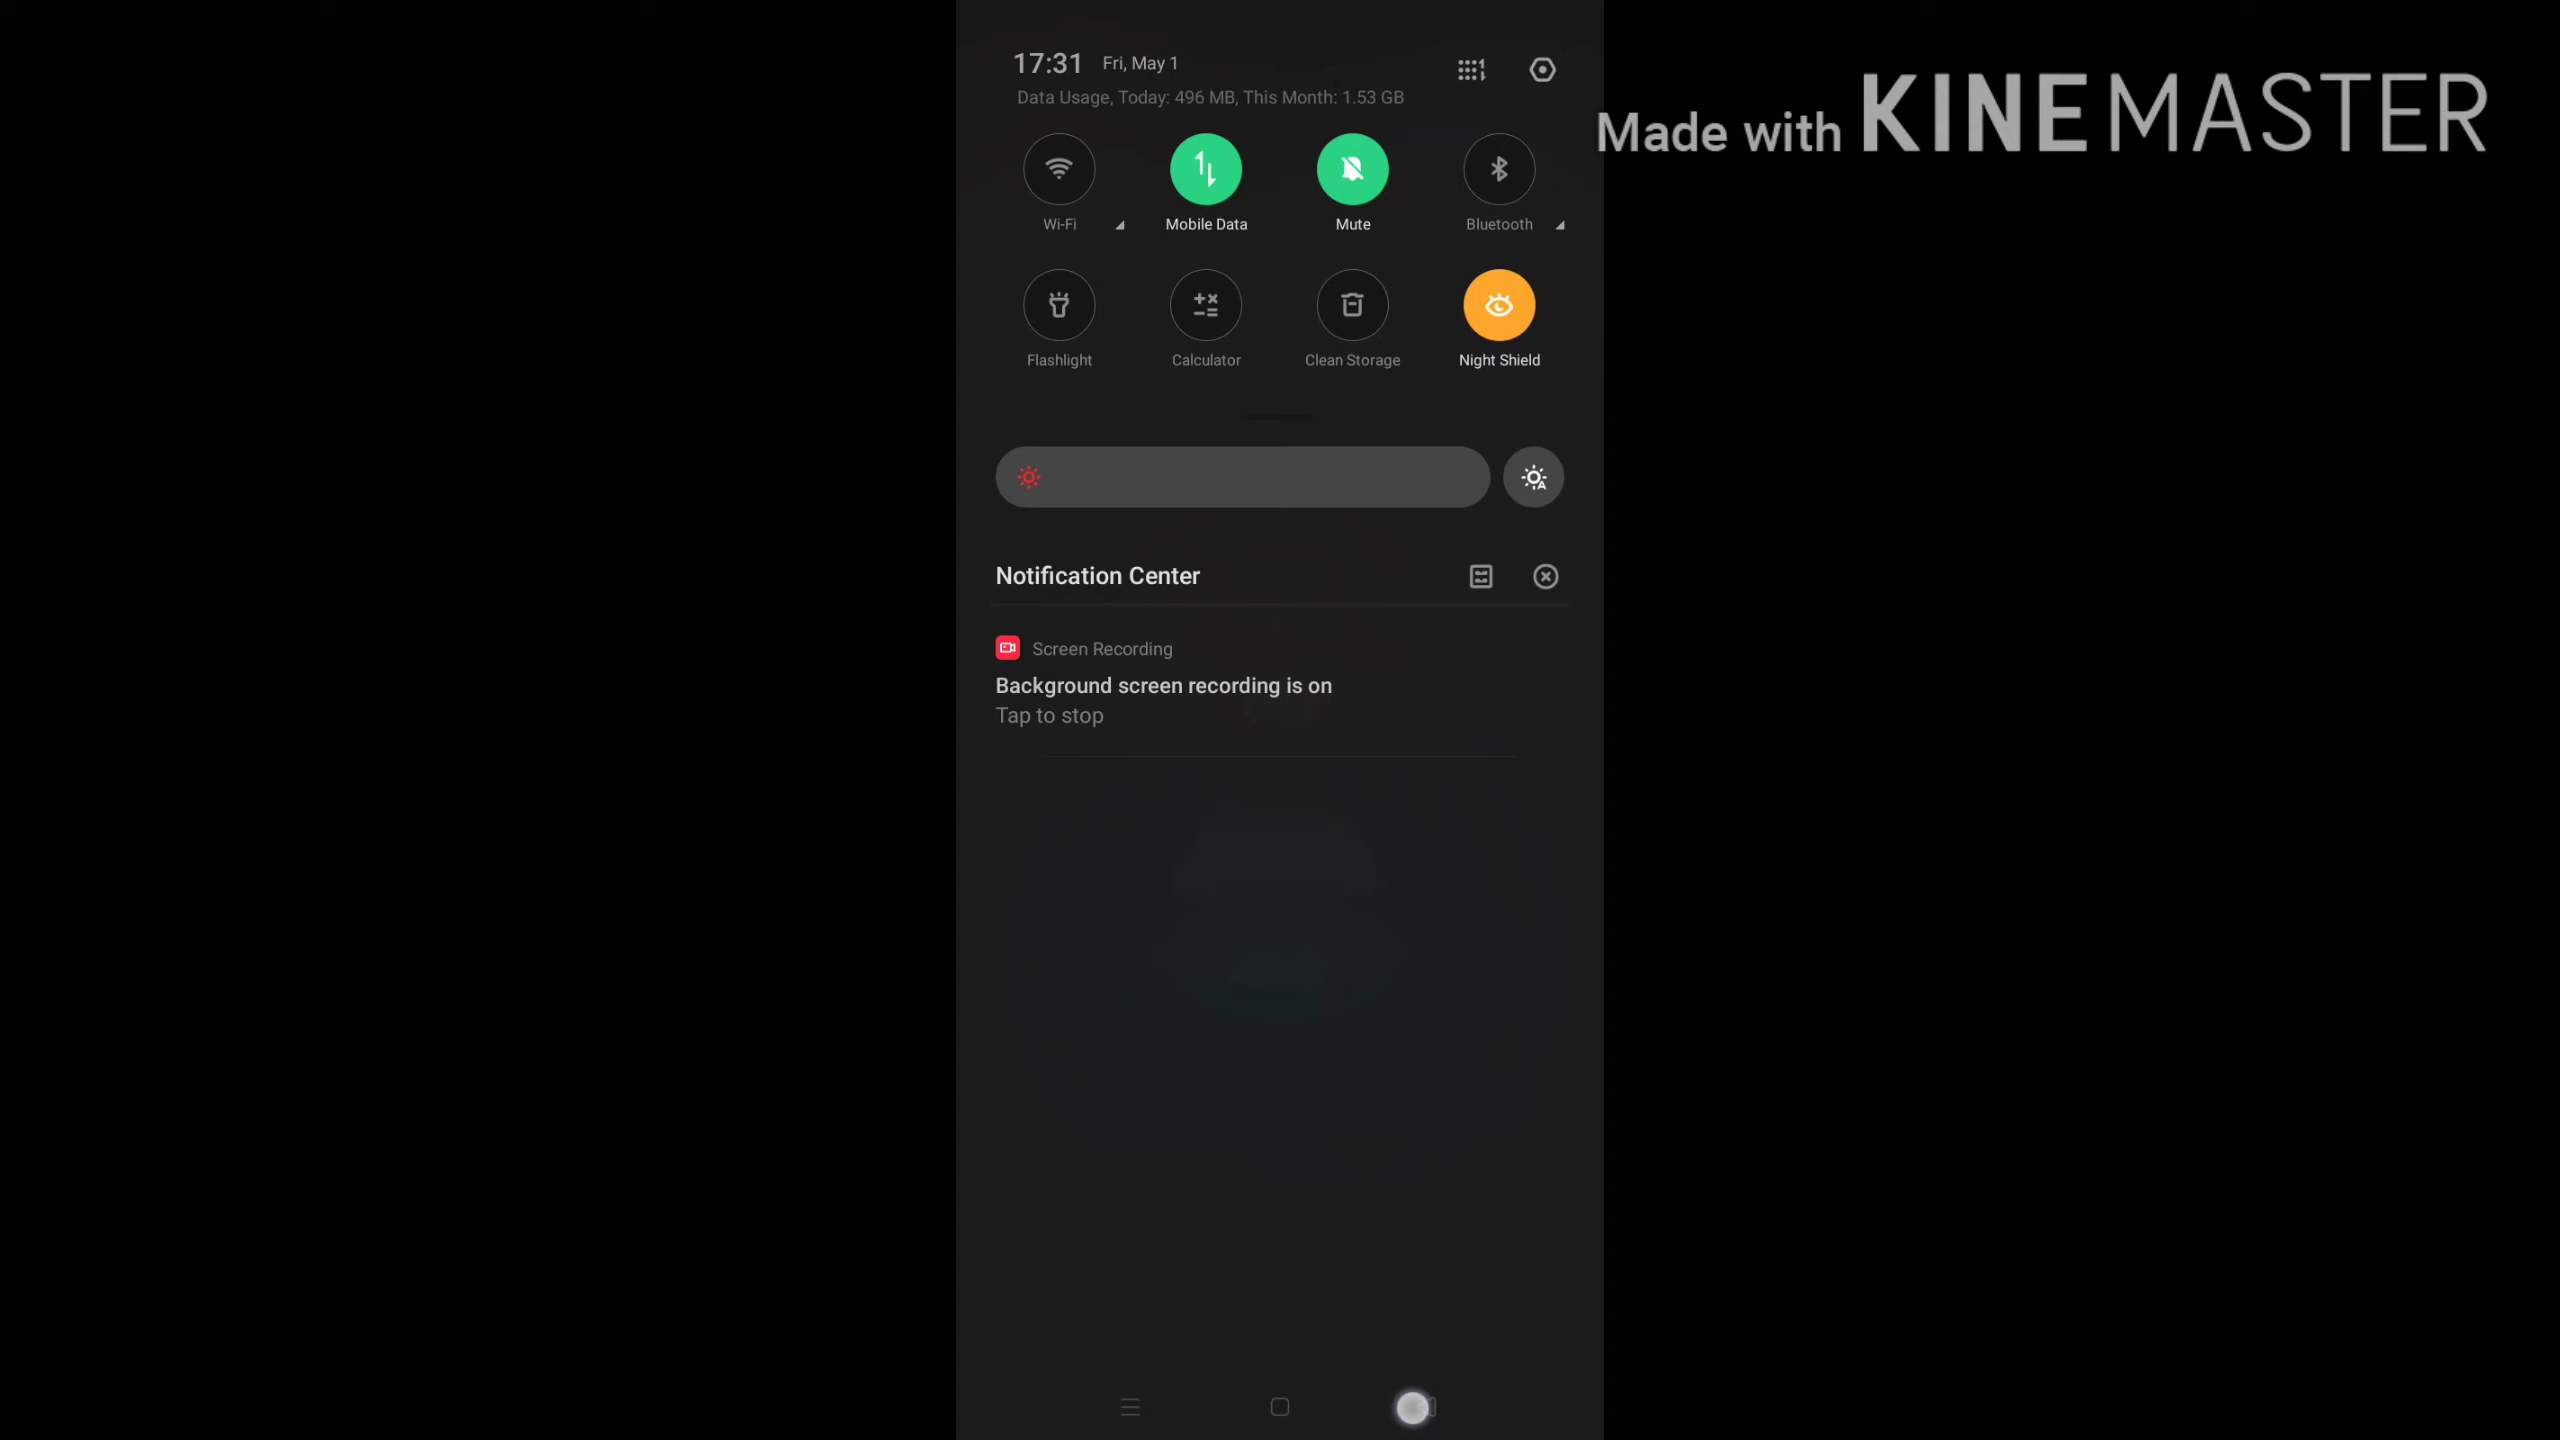 17:31 Fri, May 1
Data Usage, Today: 496 MB, This Month: 1.53 GB
Made with KINEMASTER
Wi-Fi Mobile Data Mute Bluetooth
Flashlight Calculator Clean Storage Night Shield
Notification Center
Screen Recording
Background screen recording is on
Tap to stop